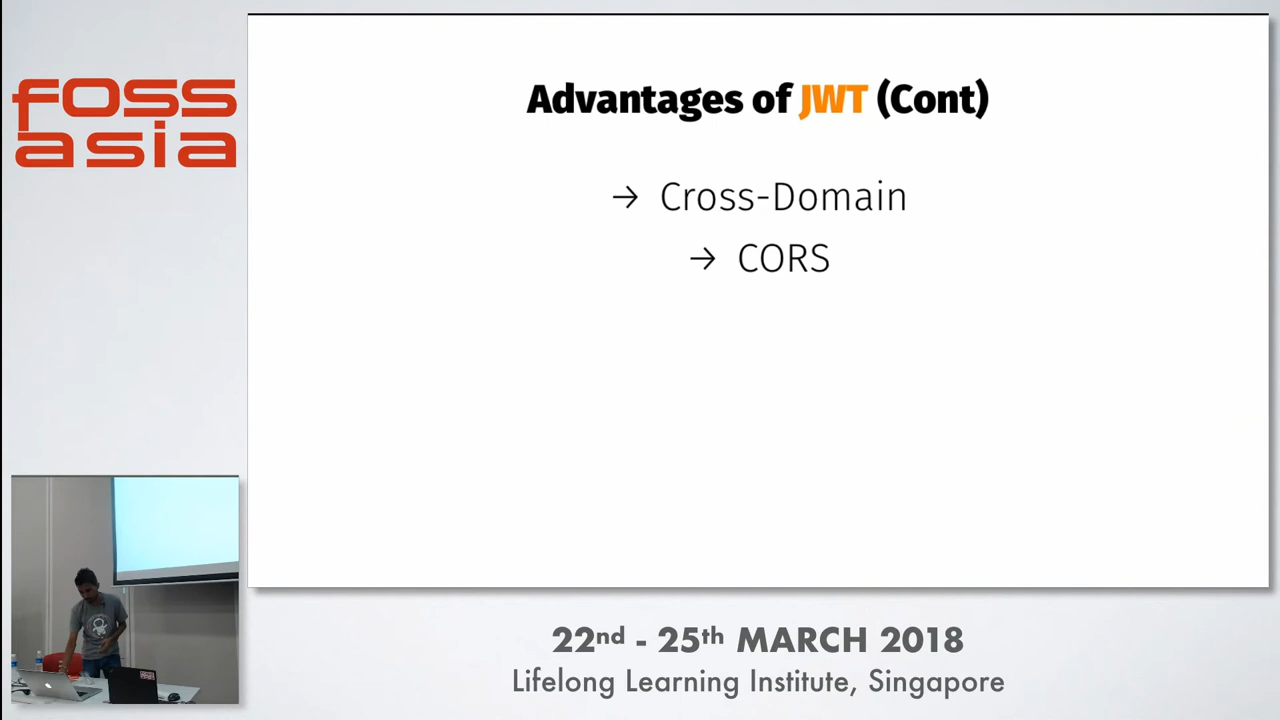 foss
asia
Advantages of JWT (Cont)
→ Cross-Domain
→ CORS
22nd - 25th MARCH 2018
Lifelong Learning Institute, Singapore